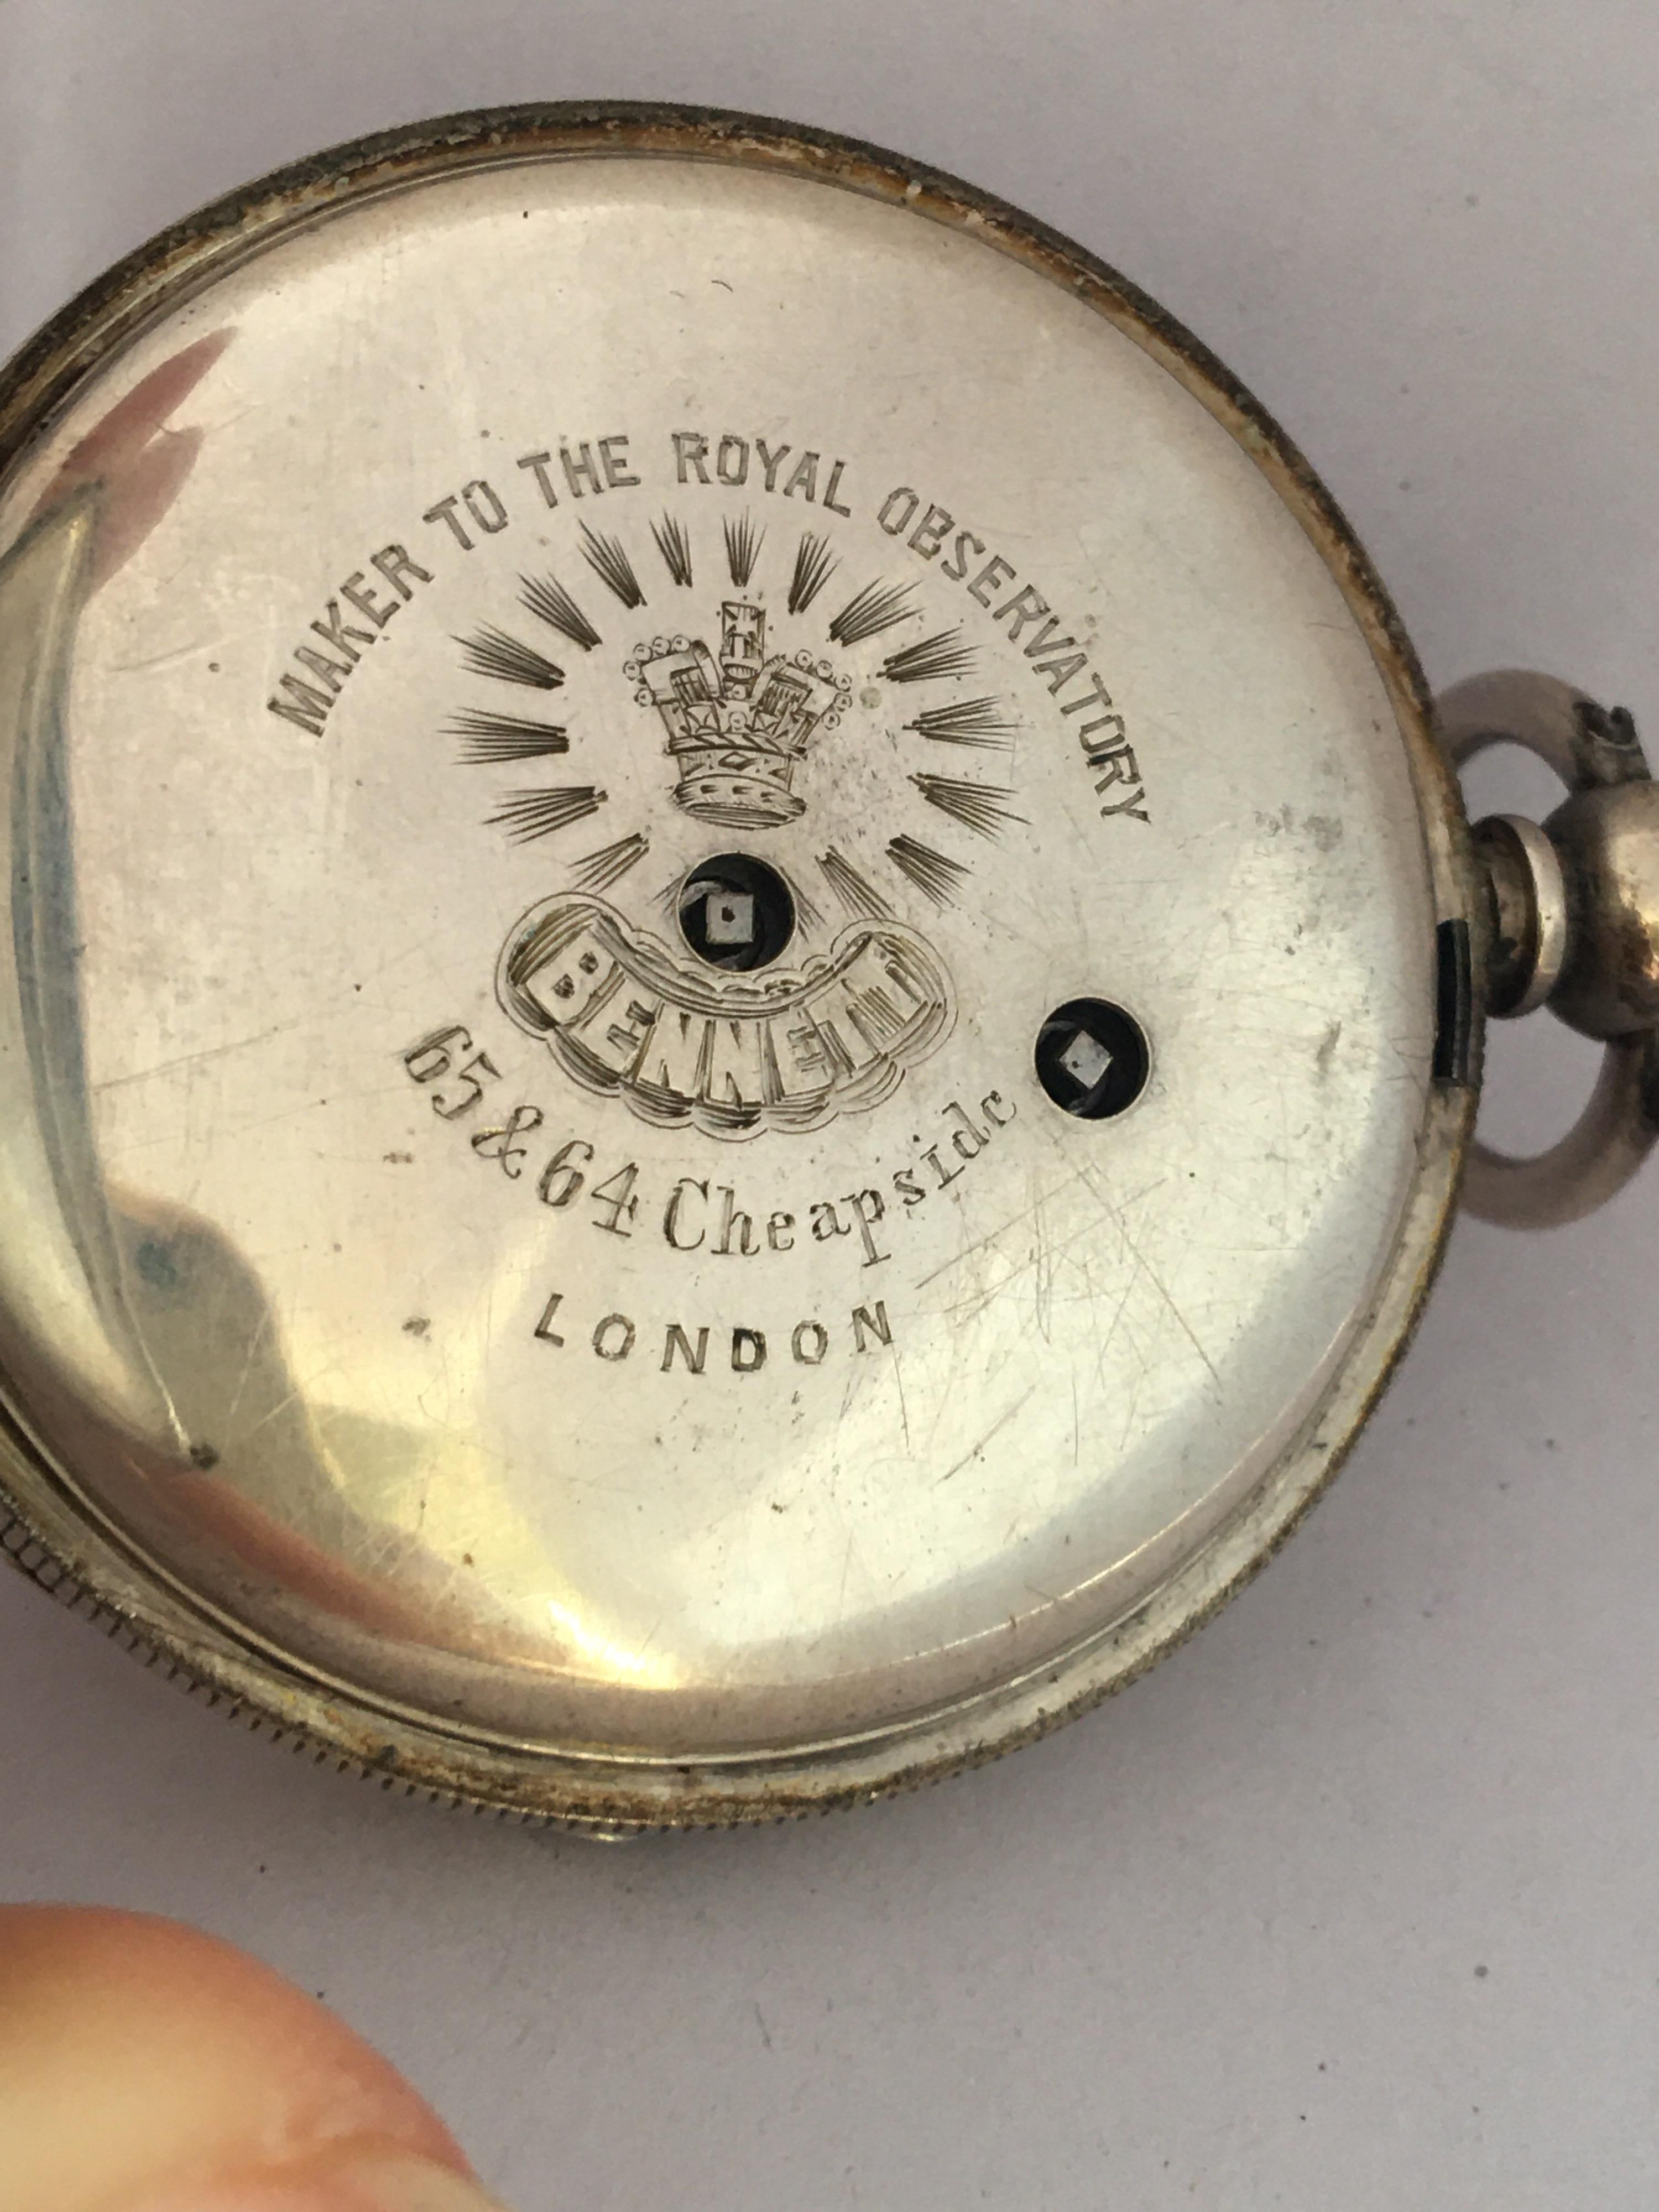 MAKER TO THE ROYAL OBSERVATORY
BENNETT
65 & 64 Cheapside
LONDON